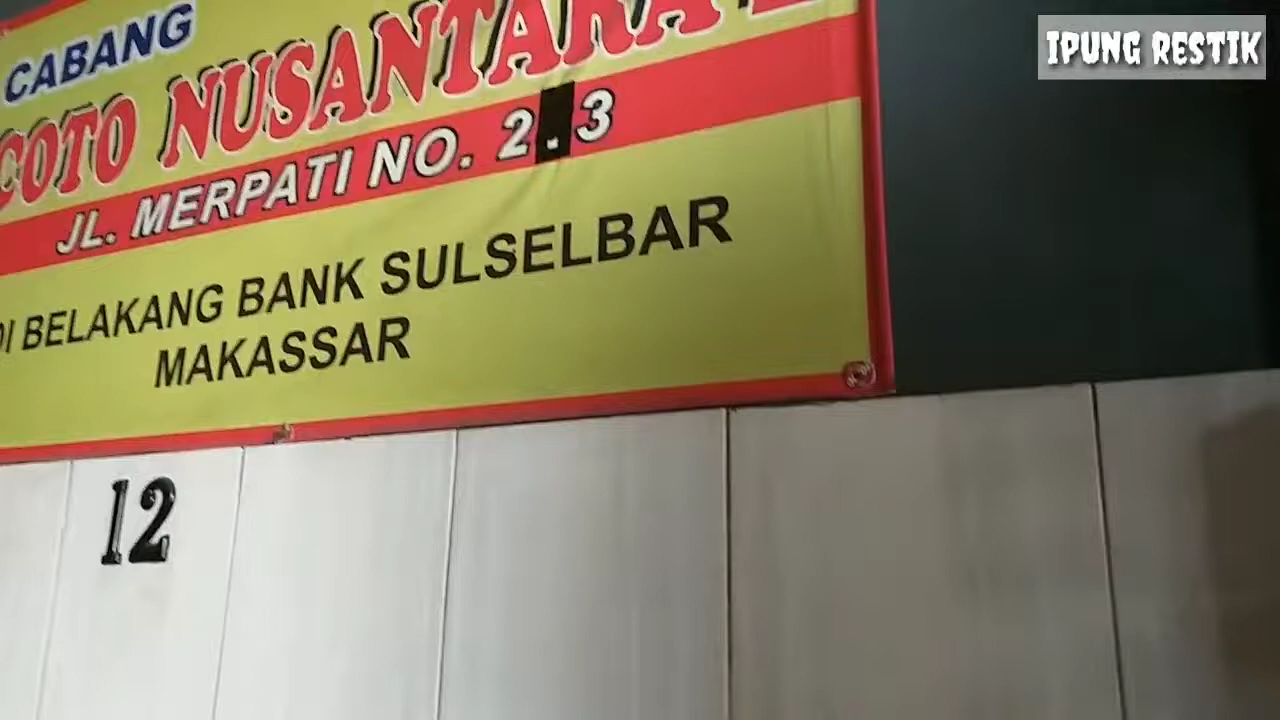 CABANG
COTO NUSANTARA
JL. MERPATI NO. 2.3
DI BELAKANG BANK SULSELBAR
MAKASSAR
12
IPUNG RESTIK